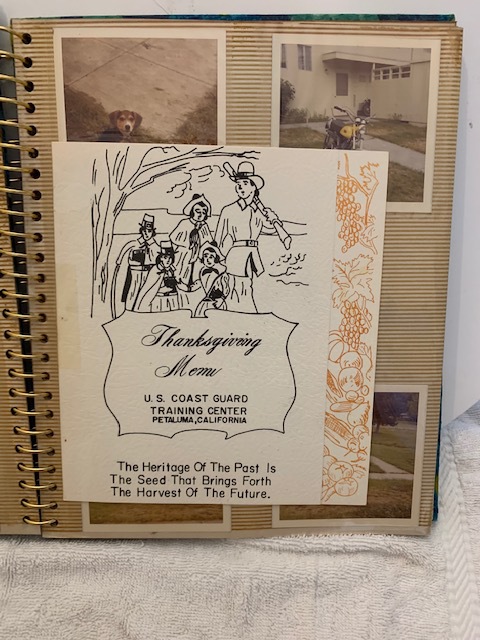 Thanksgiving
Menu
U.S. COAST GUARD
TRAINING CENTER
PETALUMA, CALIFORNIA
The Heritage Of The Past Is
The Seed That Brings Forth
The Harvest Of The Future.